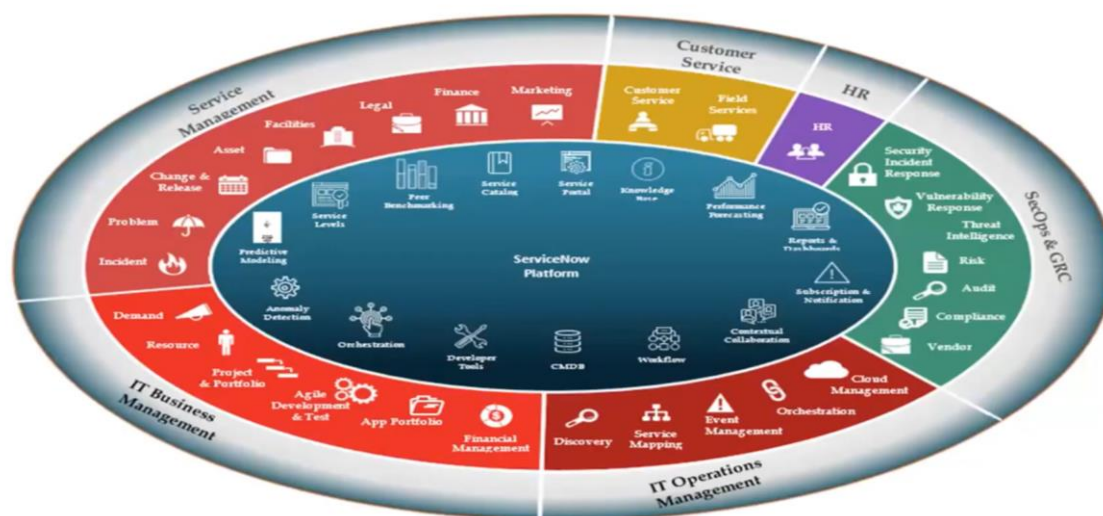 Service
Management
Customer
Service
HR
SecOps & GRC
IT Operations
Management
IT Business
Management
Incident
Problem
Change &
Release
Asset
Facilities
Legal
Finance
Marketing
Customer
Service
Field
Services
HR
Security
Incident
Response
Vulnerability
Response
Threat
Intelligence
Risk
Audit
Compliance
Vendor
Cloud
Management
Orchestration
Event
Management
Service
Mapping
Discovery
Financial
Management
App Portfolio
Agile
Development
& Test
Project
& Portfolio
Resource
Demand
Predictive
Modeling
Service
Levels
Peer
Benchmarking
Service
Catalog
Service
Portal
Knowledge
Base
Performance
Forecasting
Reports &
Dashboards
Subscription &
Notification
Contextual
Collaboration
Workflow
CMDB
Developer
Tools
Orchestration
Anomaly
Detection
ServiceNow
Platform